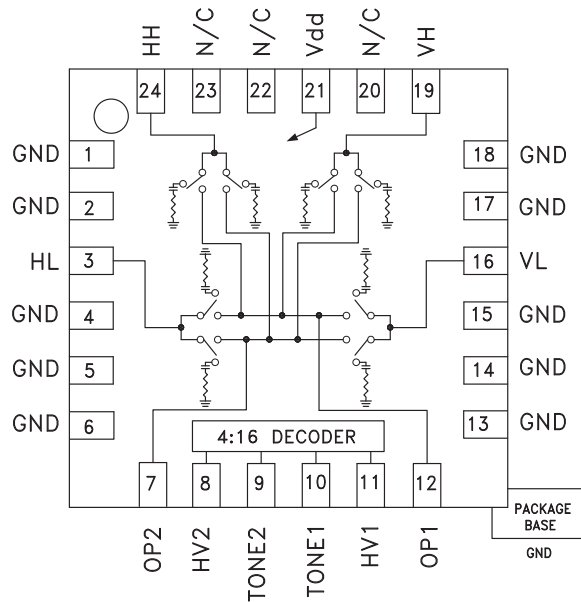 HH
N/C
N/C
Vdd
N/C
VH
24
23
22
21
20
19
GND 1
18 GND
GND 2
17 GND
HL 3
16 VL
GND 4
15 GND
GND 5
14 GND
GND 6
13 GND
4:16 DECODER
7
8
9
10
11
12
OP2
HV2
TONE2
TONE1
HV1
OP1
PACKAGE
BASE
GND